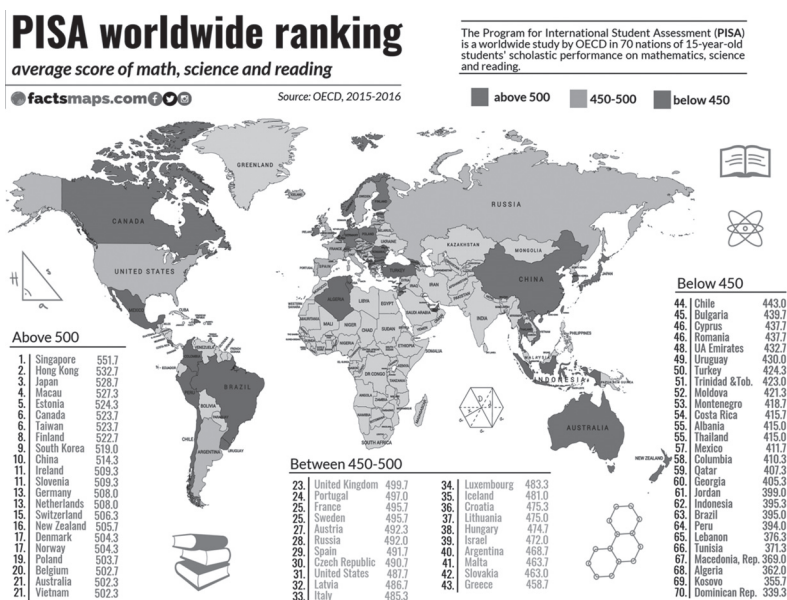 PISA worldwide ranking
average score of math, science and reading
factsmaps.com
Source: OECD, 2015-2016
The Program for International Student Assessment (PISA)
is a worldwide study by OECD in 70 nations of 15-year-old
students' scholastic performance on mathematics, science
and reading.
above 500
450-500
below 450
GREENLAND
CANADA
UNITED STATES
RUSSIA
KAZAKHSTAN
MONGOLIA
CHINA
JAPAN
UKRAINE
FRANCE
TURKEY
IRAN
ALGERIA
LIBYA
EGYPT
SAUDI ARABIA
MAURITANIA
MALI
NIGER
CHAD
SUDAN
NIGERIA
ETHIOPIA
SOMALIA
DR CONGO
ANGOLA
SOUTH AFRICA
INDIA
PHILIPPINES
MALAYSIA
INDONESIA
AUSTRALIA
NEW ZEALAND
MEXICO
CUBA
VENEZUELA
BRAZIL
BOLIVIA
CHILE
ARGENTINA
URUGUAY
H
s
a
D
Above 500
1. Singapore 551.7
2. Hong Kong 532.7
3. Japan 528.7
4. Macau 527.3
5. Estonia 524.3
6. Canada 523.7
6. Taiwan 523.7
8. Finland 522.7
9. South Korea 519.0
10. China 514.3
11. Ireland 509.3
11. Slovenia 509.3
13. Germany 508.0
13. Netherlands 508.0
15. Switzerland 506.3
16. New Zealand 505.7
17. Denmark 504.3
17. Norway 504.3
19. Poland 503.7
20. Belgium 502.7
21. Australia 502.3
21. Vietnam 502.3
Between 450-500
23. United Kingdom 499.7
24. Portugal 497.0
25. France 495.7
25. Sweden 495.7
27. Austria 492.3
28. Russia 492.0
29. Spain 491.7
30. Czech Republic 490.7
31. United States 487.7
32. Latvia 486.7
33. Italy 485.3
34. Luxembourg 483.3
35. Iceland 481.0
36. Croatia 475.3
37. Lithuania 475.0
38. Hungary 474.7
39. Israel 472.0
40. Argentina 468.7
41. Malta 463.7
42. Slovakia 463.0
43. Greece 458.7
Below 450
44. Chile 443.0
45. Bulgaria 439.7
46. Cyprus 437.7
46. Romania 437.7
48. UA Emirates 432.7
49. Uruguay 430.0
50. Turkey 424.3
51. Trinidad &Tob. 423.0
52. Moldova 421.3
53. Montenegro 418.7
54. Costa Rica 415.7
55. Albania 415.0
55. Thailand 415.0
57. Mexico 411.7
58. Columbia 410.3
59. Qatar 407.3
60. Georgia 405.3
61. Jordan 399.0
62. Indonesia 395.3
63. Brazil 395.0
64. Peru 394.0
65. Lebanon 376.3
66. Tunisia 371.3
67. Macedonia, Rep. 369.0
68. Algeria 362.0
69. Kosovo 355.7
70. Dominican Rep. 339.3